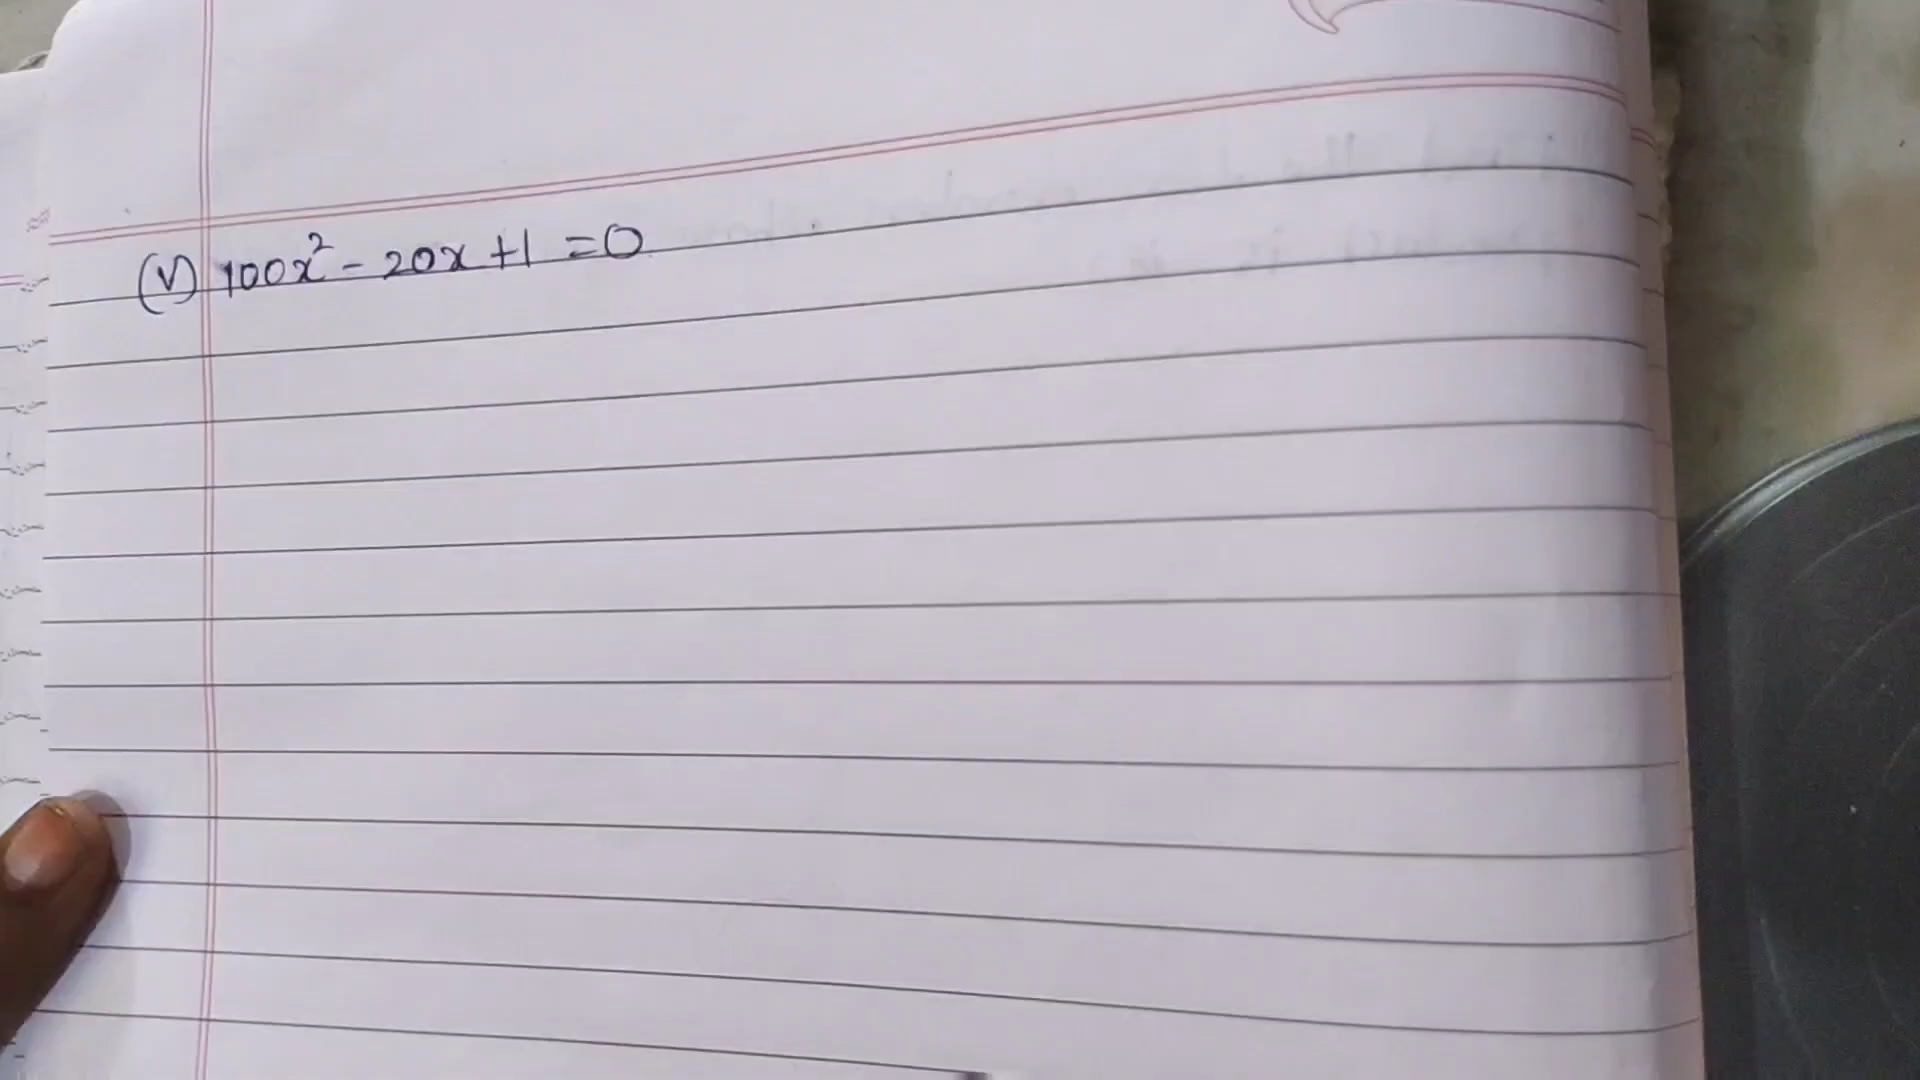 (V) 100x² - 20x + 1 = 0